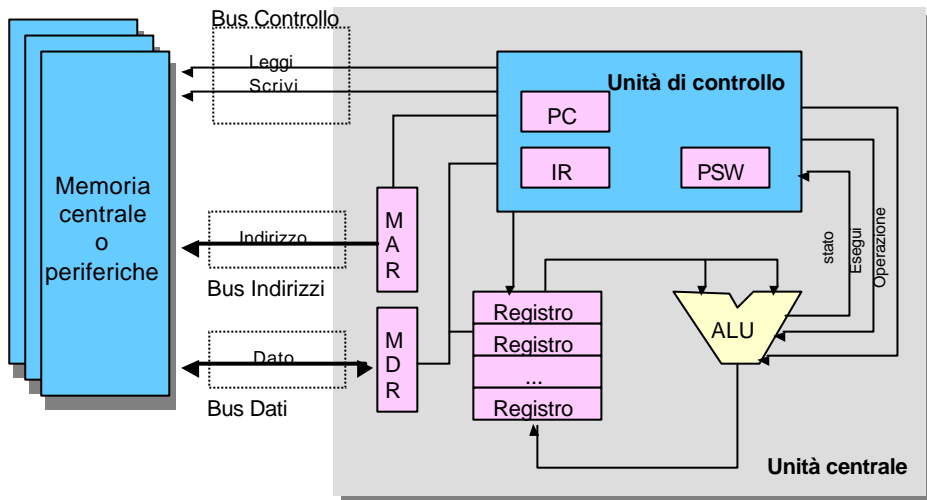 Bus Controllo
Leggi
Scrivi
Unità di controllo
PC
IR
PSW
Memoria
centrale
o
periferiche
M
A
R
Indirizzo
Bus Indirizzi
stato
Esegui
Operazione
Registro
Registro
...
Registro
ALU
M
D
R
Dato
Bus Dati
Unità centrale